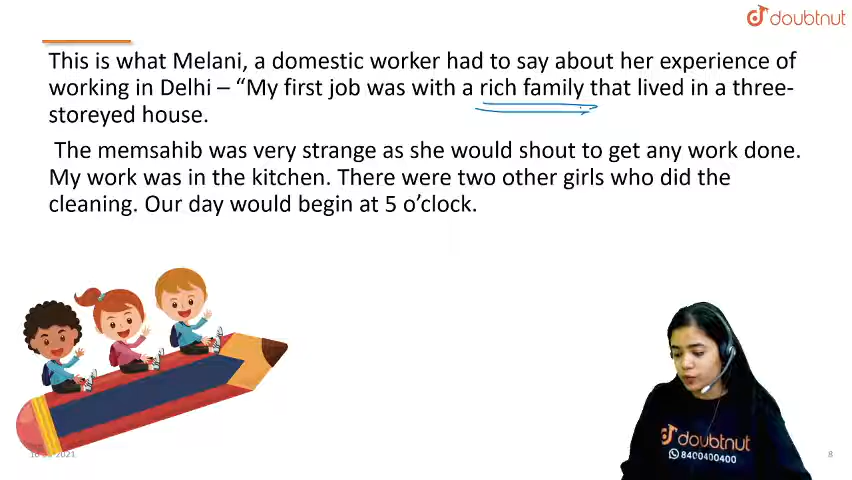 doubtnut
This is what Melani, a domestic worker had to say about her experience of
working in Delhi – “My first job was with a rich family that lived in a three-
storeyed house.
The memsahib was very strange as she would shout to get any work done.
My work was in the kitchen. There were two other girls who did the
cleaning. Our day would begin at 5 o’clock.
doubtnut
8400400400
2021
8